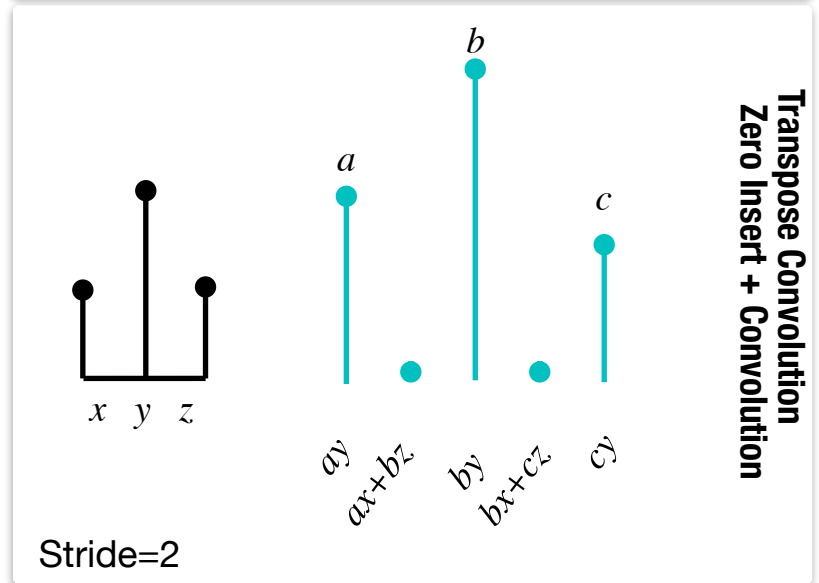 b
a
c
x y z
ay
ax+bz
by
bx+cz
cy
Transpose Convolution
Zero Insert + Convolution
Stride=2